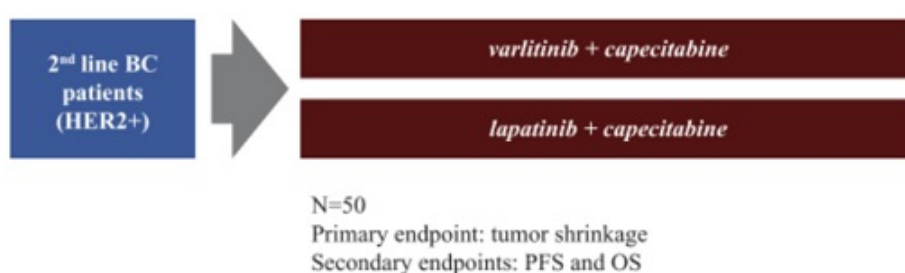 2nd line BC
patients
(HER2+)
varlitinib + capecitabine
lapatinib + capecitabine
N=50
Primary endpoint: tumor shrinkage
Secondary endpoints: PFS and OS